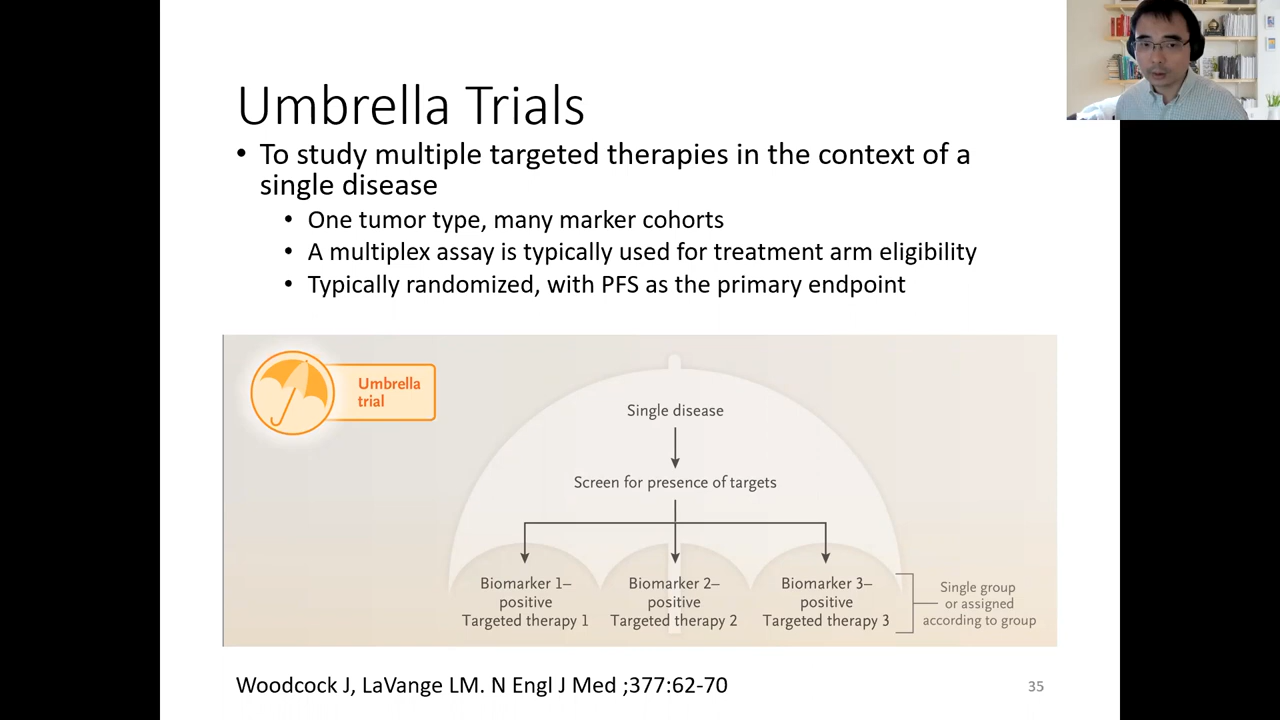 Umbrella Trials
• To study multiple targeted therapies in the context of a
single disease
• One tumor type, many marker cohorts
• A multiplex assay is typically used for treatment arm eligibility
• Typically randomized, with PFS as the primary endpoint
Umbrella
trial
Single disease
Screen for presence of targets
Biomarker 1–
positive
Targeted therapy 1
Biomarker 2–
positive
Targeted therapy 2
Biomarker 3–
positive
Targeted therapy 3
Single group
or assigned
according to group
Woodcock J, LaVange LM. N Engl J Med ;377:62-70
35